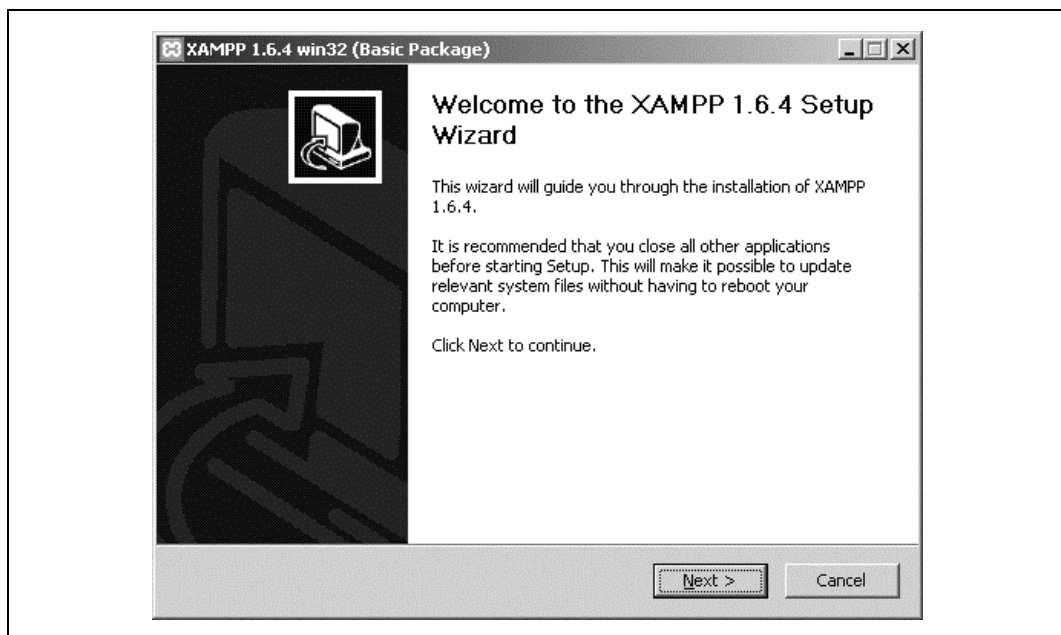 XAMPP 1.6.4 win32 (Basic Package)
Welcome to the XAMPP 1.6.4 Setup
Wizard
This wizard will guide you through the installation of XAMPP
1.6.4.
It is recommended that you close all other applications
before starting Setup. This will make it possible to update
relevant system files without having to reboot your
computer.
Click Next to continue.
Next >
Cancel